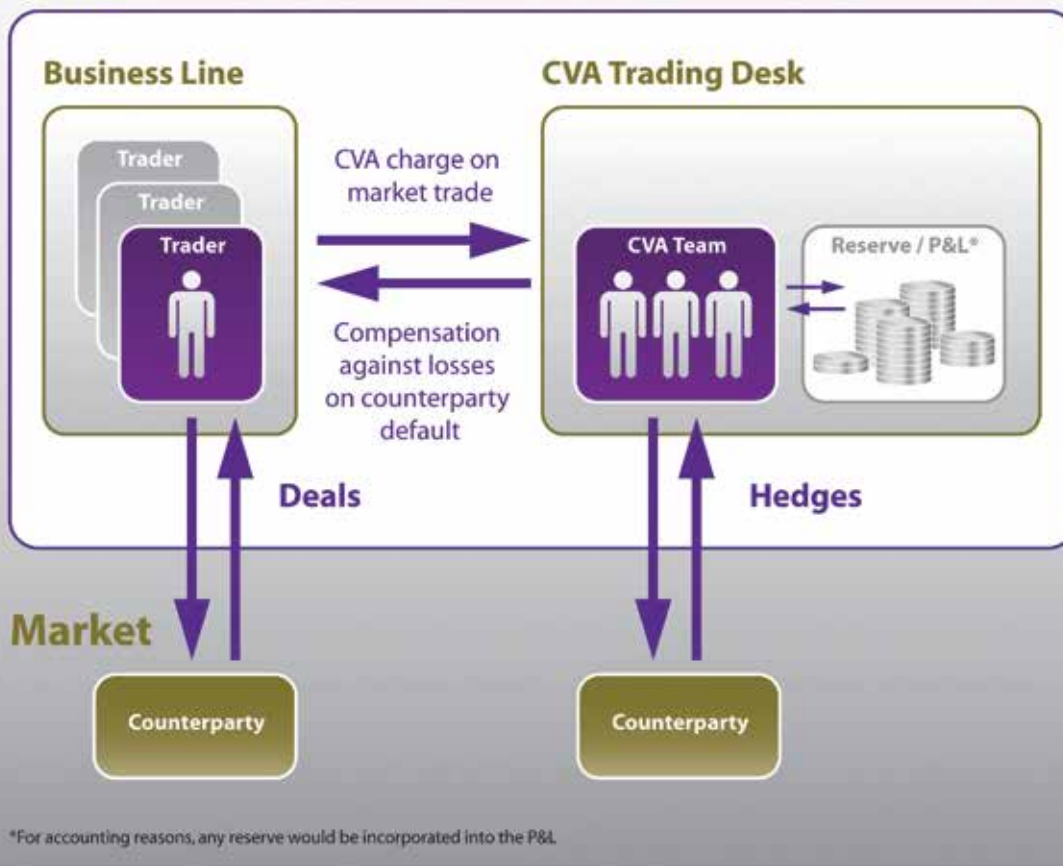 Business Line
CVA Trading Desk
Trader
Trader
Trader
CVA charge on
market trade
Compensation
against losses
on counterparty
default
CVA Team
Reserve / P&L*
Deals
Hedges
Market
Counterparty
Counterparty
*For accounting reasons, any reserve would be incorporated into the P&L